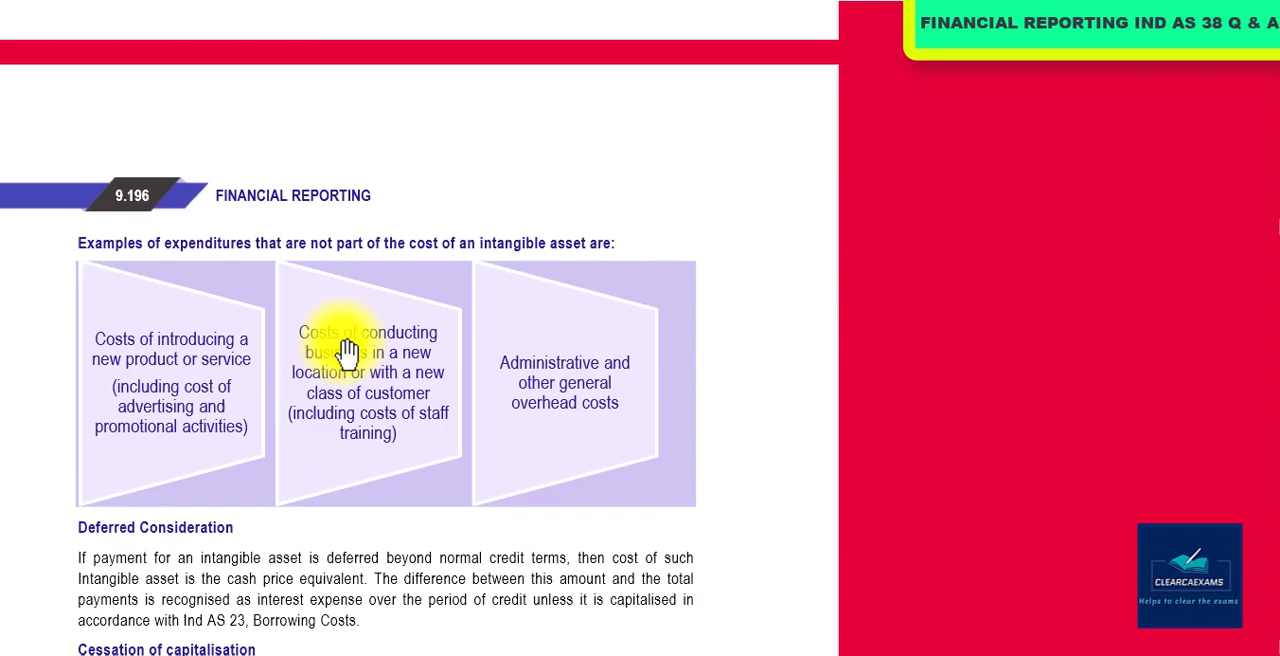 FINANCIAL REPORTING IND AS 38 Q & A
9.196
FINANCIAL REPORTING
Examples of expenditures that are not part of the cost of an intangible asset are:
Costs of introducing a
new product or service
(including cost of
advertising and
promotional activities)
Costs of conducting
business in a new
location or with a new
class of customer
(including costs of staff
training)
Administrative and
other general
overhead costs
Deferred Consideration
If payment for an intangible asset is deferred beyond normal credit terms, then cost of such
Intangible asset is the cash price equivalent. The difference between this amount and the total
payments is recognised as interest expense over the period of credit unless it is capitalised in
accordance with Ind AS 23, Borrowing Costs.
Cessation of capitalisation
CLEARCAEXAMS
Helps to clear the exams